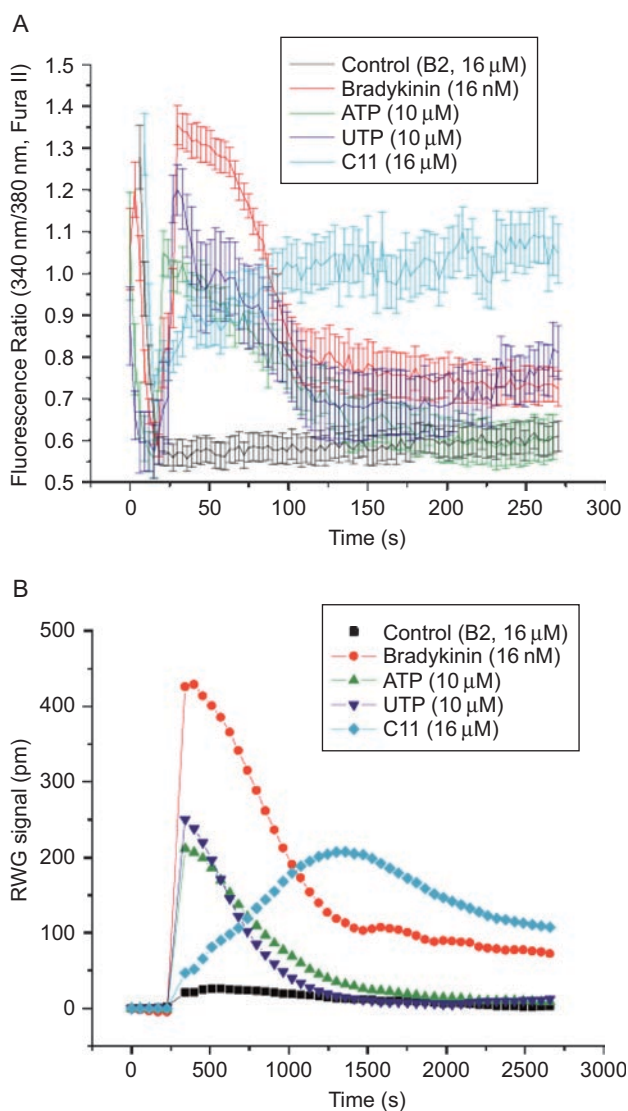 A
Control (B2, 16 μM)
Bradykinin (16 nM)
ATP (10 μM)
UTP (10 μM)
C11 (16 μM)
Fluorescence Ratio (340 nm/380 nm, Fura II)
1.5
1.4
1.3
1.2
1.1
1.0
0.9
0.8
0.7
0.6
0.5
0
50
100
150
200
250
300
Time (s)
B
Control (B2, 16 μM)
Bradykinin (16 nM)
ATP (10 μM)
UTP (10 μM)
C11 (16 μM)
RWG signal (pm)
500
400
300
200
100
0
0
500
1000
1500
2000
2500
3000
Time (s)